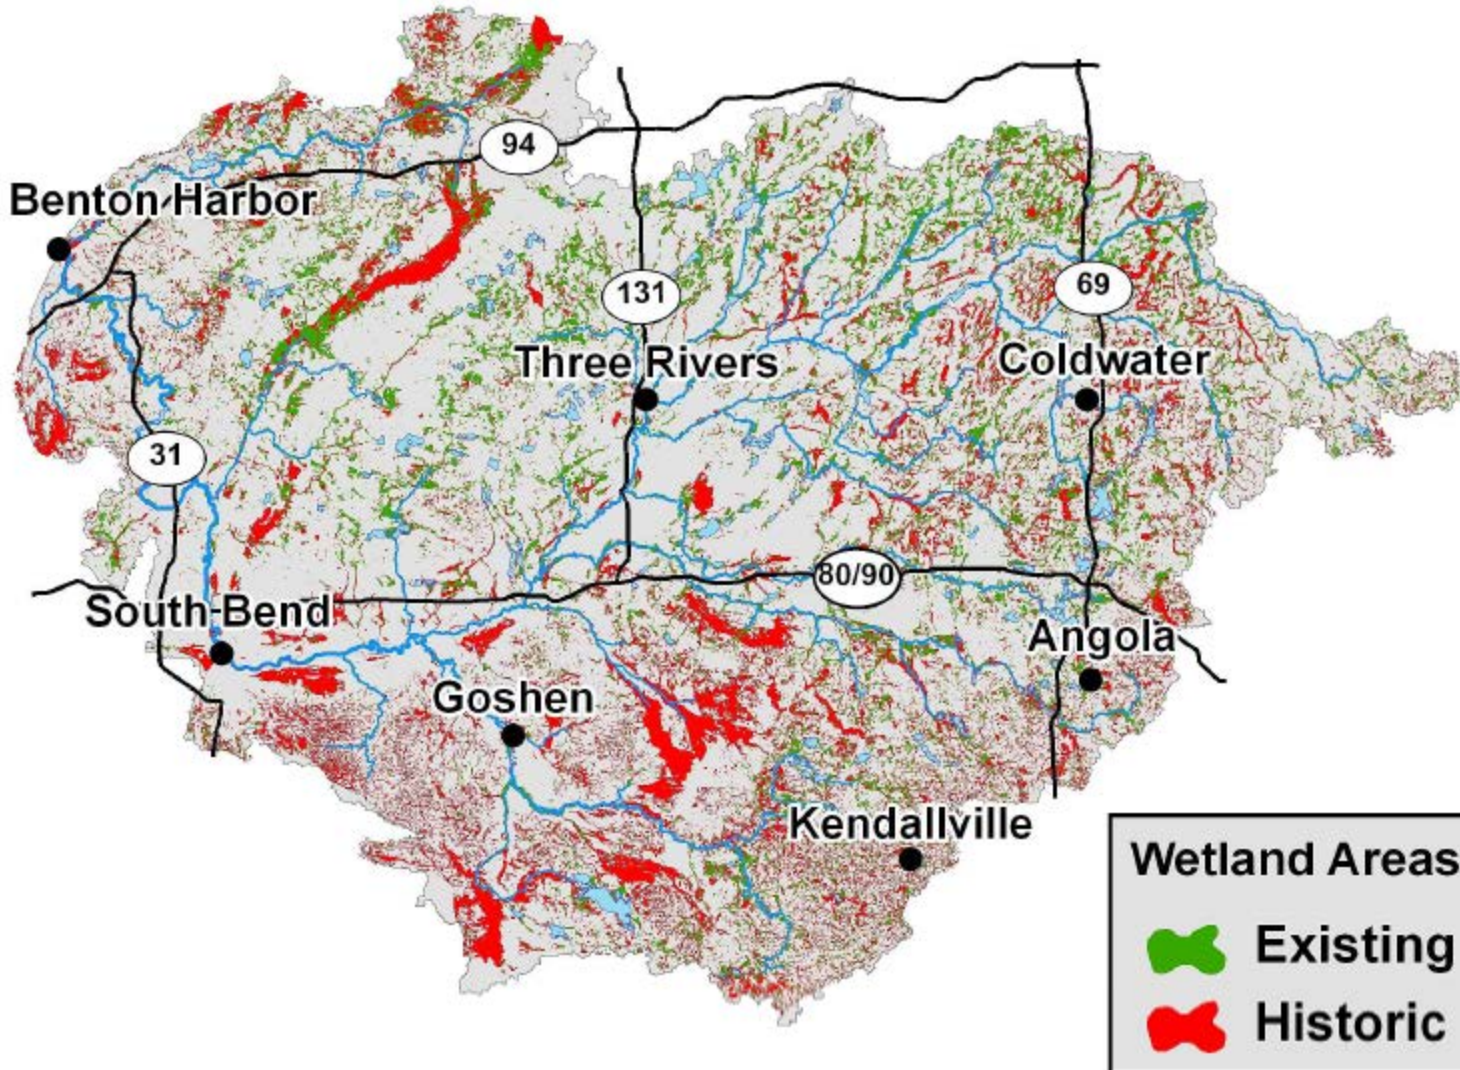 94
Benton Harbor
131
69
Three Rivers
Coldwater
31
80/90
South Bend
Angola
Goshen
Kendallville
Wetland Areas
Existing
Historic